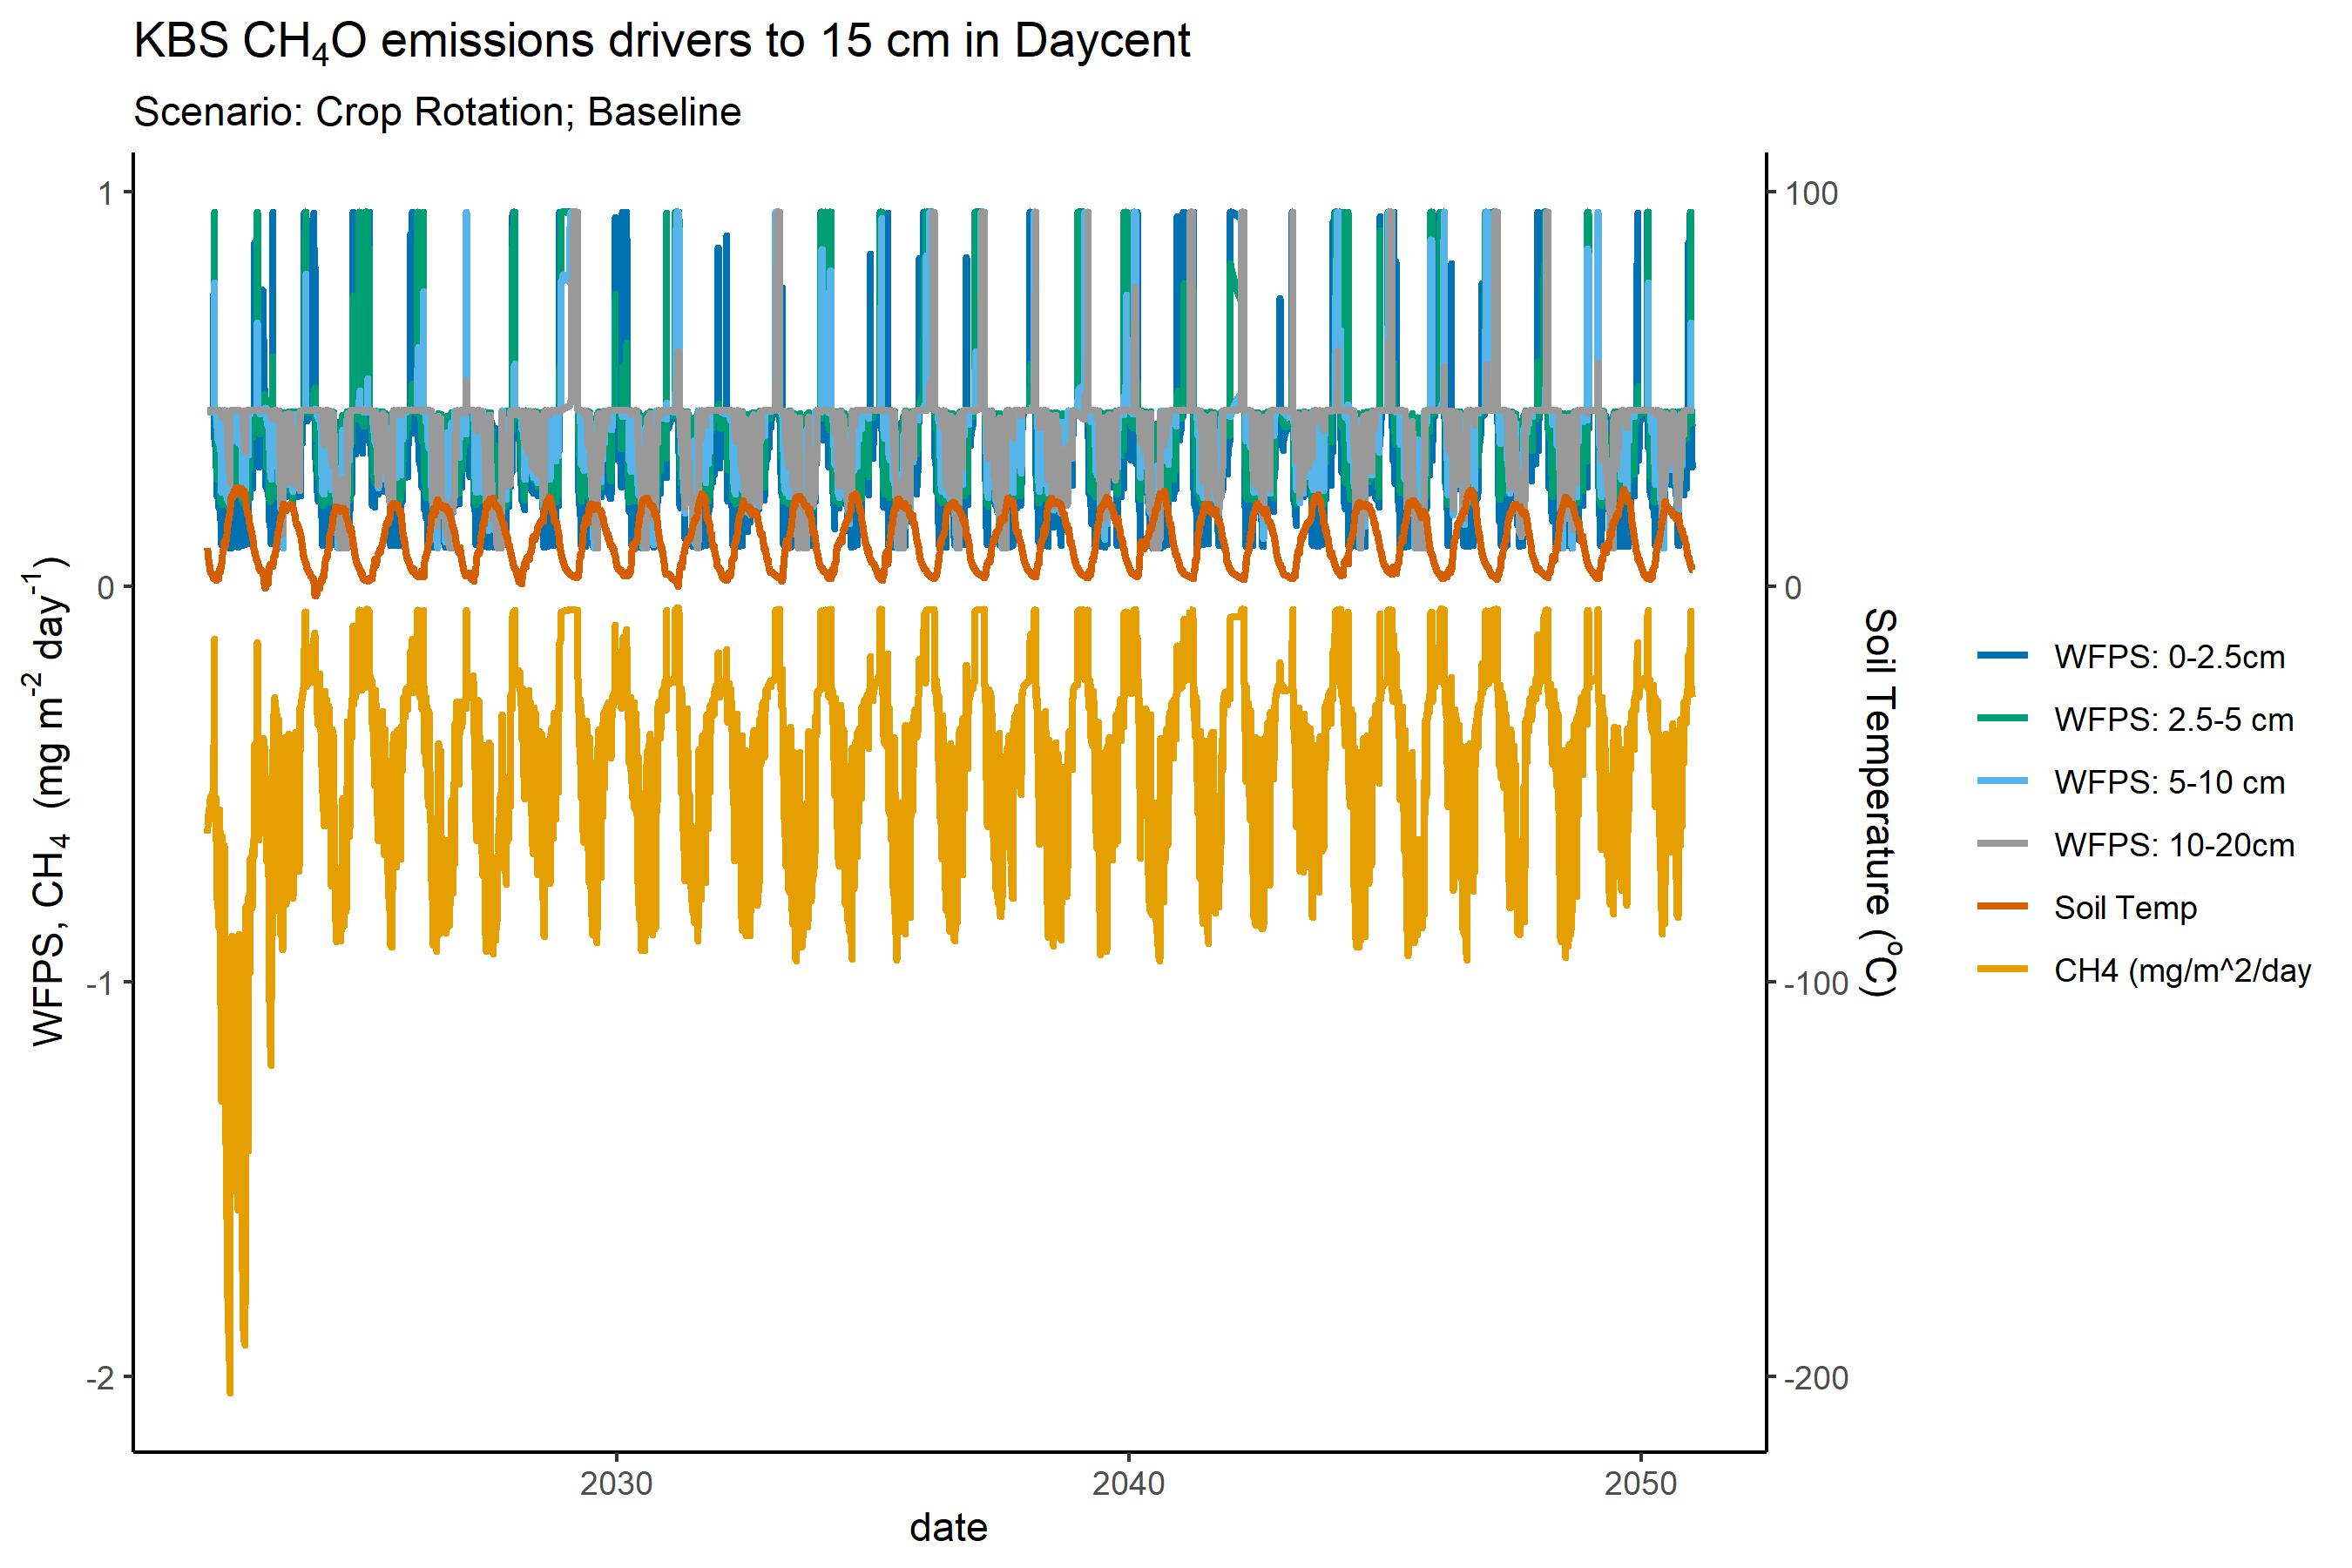 KBS CH₄O emissions drivers to 15 cm in Daycent
Scenario: Crop Rotation; Baseline
WFPS, CH₄ (mg m⁻² day⁻¹)
1
0
-1
-2
100
0
-100
-200
Soil Temperature (⁰C)
2030
2040
2050
date
WFPS: 0-2.5cm
WFPS: 2.5-5 cm
WFPS: 5-10 cm
WFPS: 10-20cm
Soil Temp
CH4 (mg/m^2/day